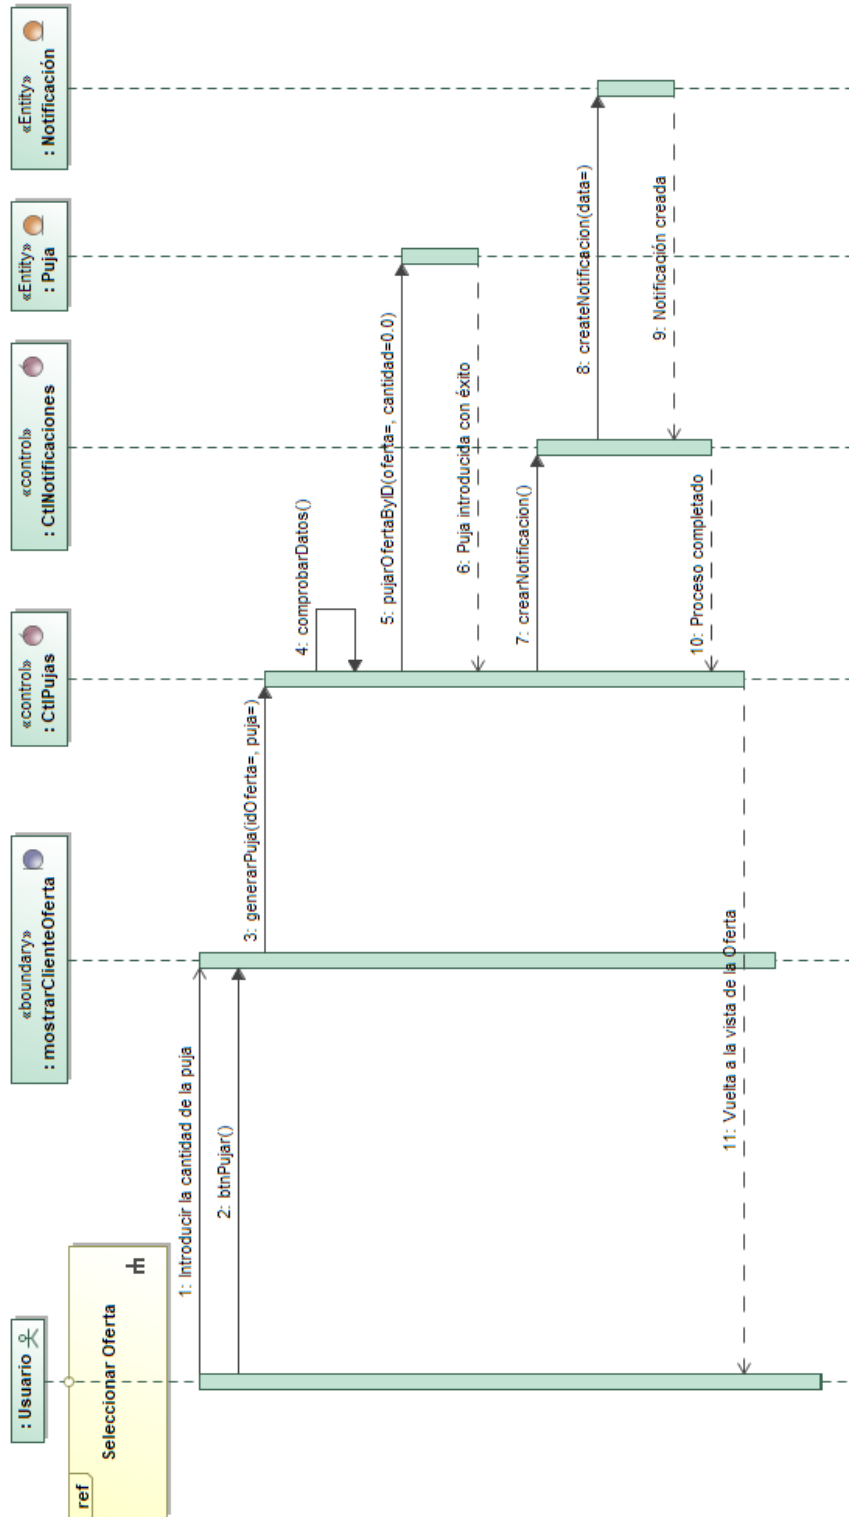 : Usuario
«boundary»
: mostrarClienteOferta
«control»
: CtlPujas
«control»
: CtlNotificaciones
«Entity»
: Puja
«Entity»
: Notificación
ref
Seleccionar Oferta
1: Introducir la cantidad de la puja
2: btnPujar()
3: generarPuja(idOferta=, puja=)
4: comprobarDatos()
5: pujarOfertaByID(oferta=, cantidad=0.0)
6: Puja introducida con éxito
7: crearNotificacion()
8: createNotificacion(data=)
9: Notificación creada
10: Proceso completado
11: Vuelta a la vista de la Oferta